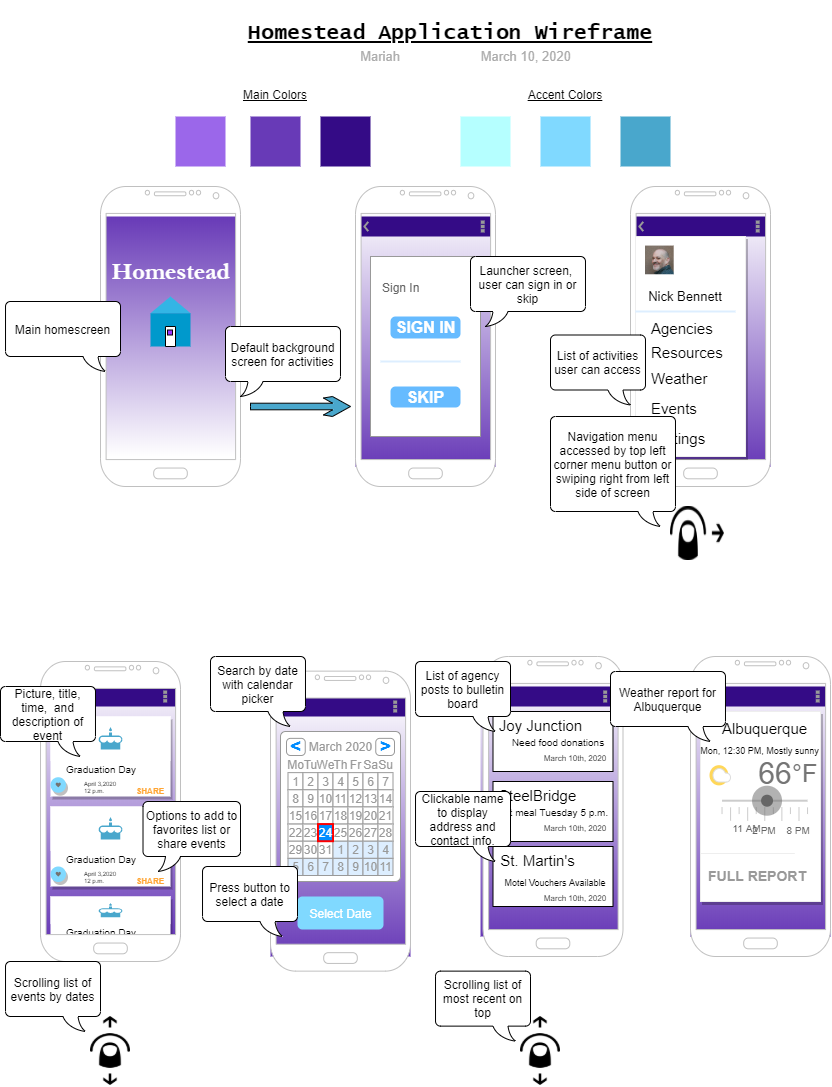 Homestead Application Wireframe
Mariah March 10, 2020
Main Colors Accent Colors
Homestead
Main homescreen
Default background
screen for activities
Sign In
SIGN IN
SKIP
Launcher screen,
user can sign in or
skip
Nick Bennett
Agencies
Resources
Weather
Events
tings
List of activities
user can access
Navigation menu
accessed by top left
corner menu button or
swiping right from left
side of screen
Picture, title,
time, and
description of
event
Graduation Day
April 3,2020
12 p.m.
SHARE
Options to add to
favorites list or
share events
Graduation Day
April 3,2020
12 p.m.
SHARE
Graduation Day
Scrolling list of
events by dates
Search by date
with calendar
picker
< March 2020 >
Mo Tu We Th Fr Sa Su
1 2 3 4 5 6 7
8 9 10 11 12 13 14
15 16 17 18 19 20 21
22 23 24 25 26 27 28
29 30 31 1 2 3 4
5 6 7 8 9 10 11
Press button to
select a date
Select Date
List of agency
posts to bulletin
board
Joy Junction
Need food donations
March 10th, 2020
Clickable name
to display
address and
contact info.
SteelBridge
meal Tuesday 5 p.m.
March 10th, 2020
St. Martin's
Motel Vouchers Available
March 10th, 2020
Scrolling list of
most recent on
top
Weather report for
Albuquerque
Albuquerque
Mon, 12:30 PM, Mostly sunny
66°F
11 AM 2 PM 8 PM
FULL REPORT